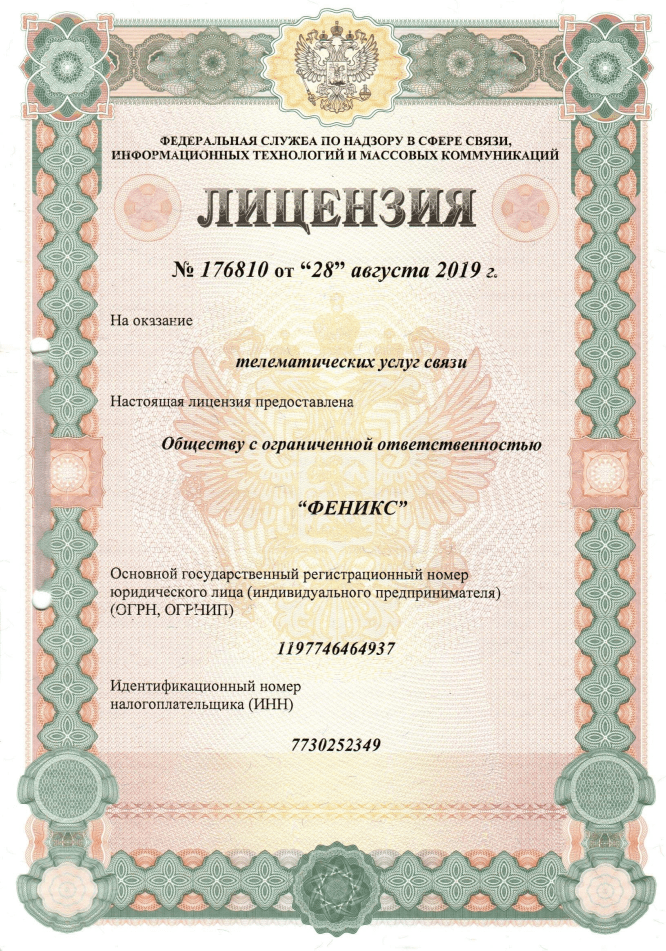 ФЕДЕРАЛЬНАЯ СЛУЖБА ПО НАДЗОРУ В СФЕРЕ СВЯЗИ,
ИНФОРМАЦИОННЫХ ТЕХНОЛОГИЙ И МАССОВЫХ КОММУНИКАЦИЙ
ЛИЦЕНЗИЯ
№ 176810 от “28” августа 2019 г.
На оказание
телематических услуг связи
Настоящая лицензия предоставлена
Обществу с ограниченной ответственностью
“ФЕНИКС”
Основной государственный регистрационный номер
юридического лица (индивидуального предпринимателя)
(ОГРН, ОГРНИП)
1197746464937
Идентификационный номер
налогоплательщика (ИНН)
7730252349